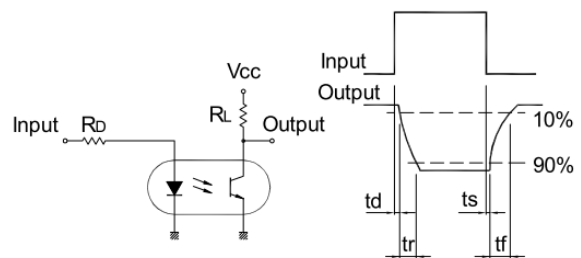 Input
RD
Vcc
RL
Output
Input
Output
10%
90%
td
ts
tr
tf